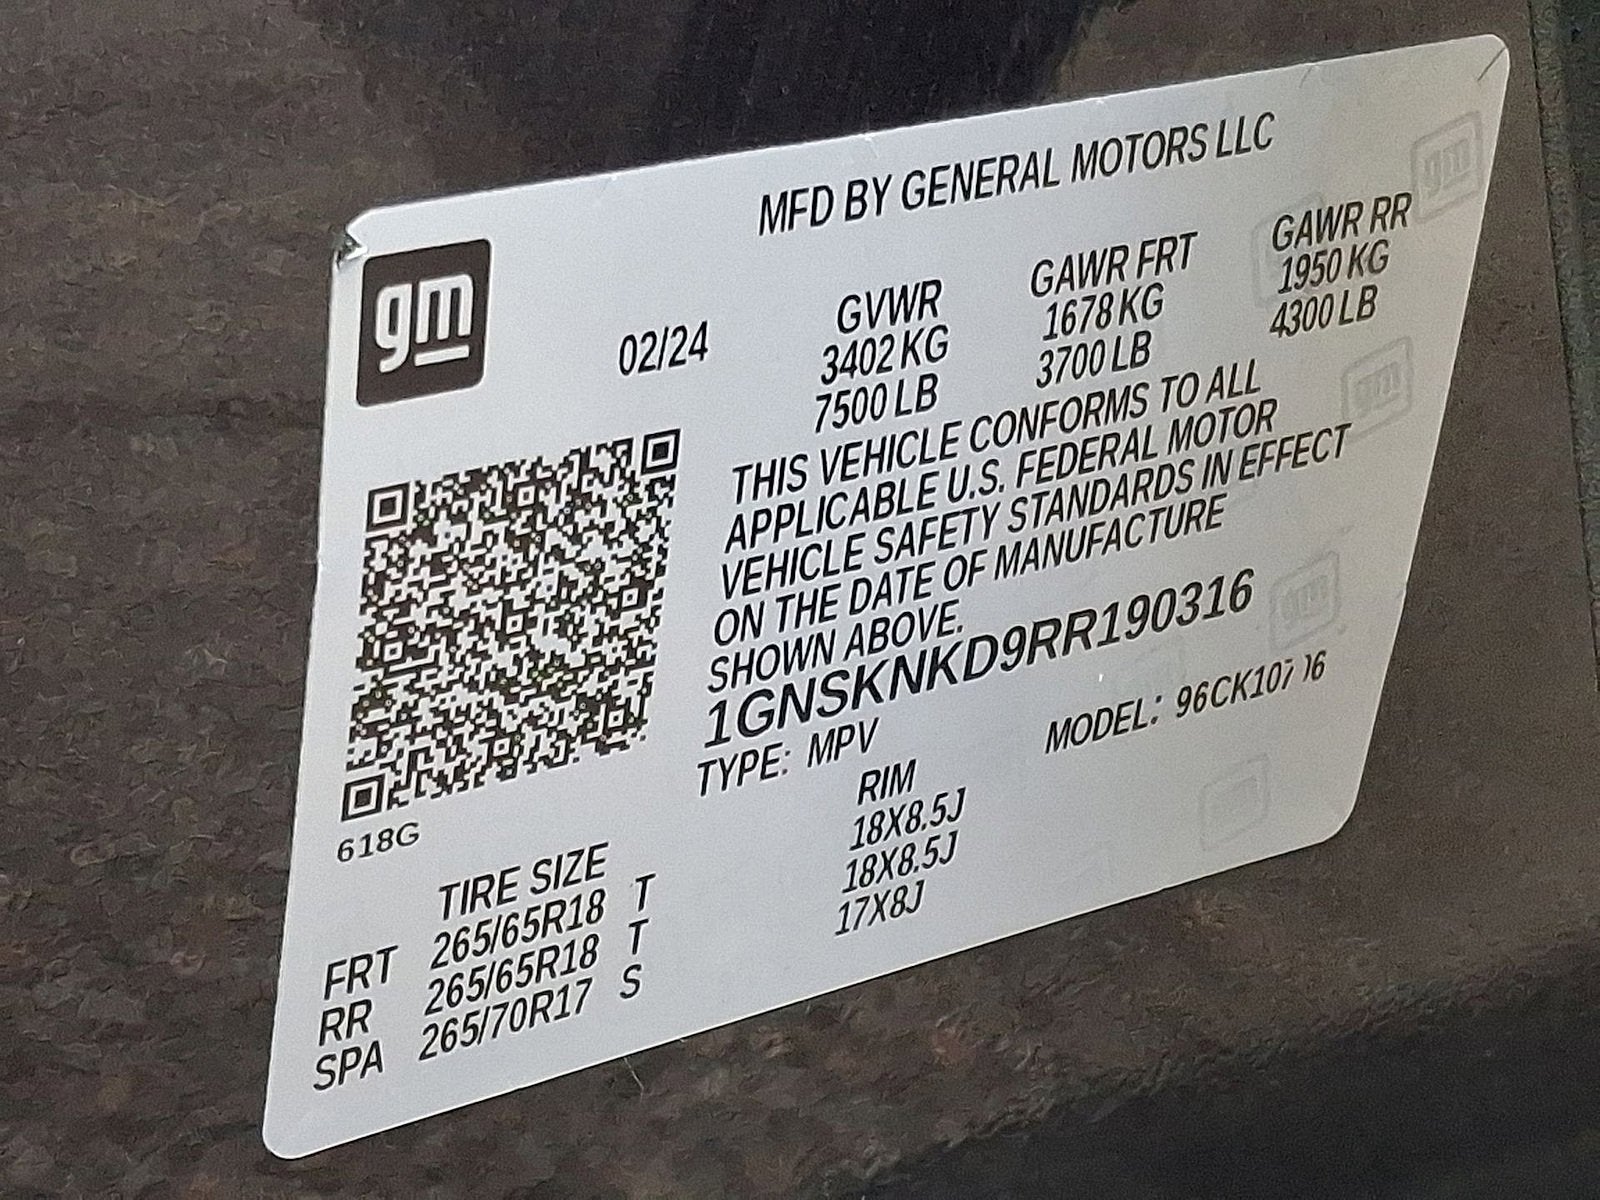 MFD BY GENERAL MOTORS LLC
gm
02/24
GVWR GAWR FRT GAWR RR
3402 KG 1678 KG 1950 KG
7500 LB 3700 LB 4300 LB
THIS VEHICLE CONFORMS TO ALL
APPLICABLE U.S. FEDERAL MOTOR
VEHICLE SAFETY STANDARDS IN EFFECT
ON THE DATE OF MANUFACTURE
SHOWN ABOVE.
1GNSKNKD9RR190316
TYPE: MPV MODEL:
618G
TIRE SIZE RIM
FRT 265/65R18 T 18X8.5J
RR 265/65R18 T 18X8.5J
SPA 265/70R17 S 17X8J